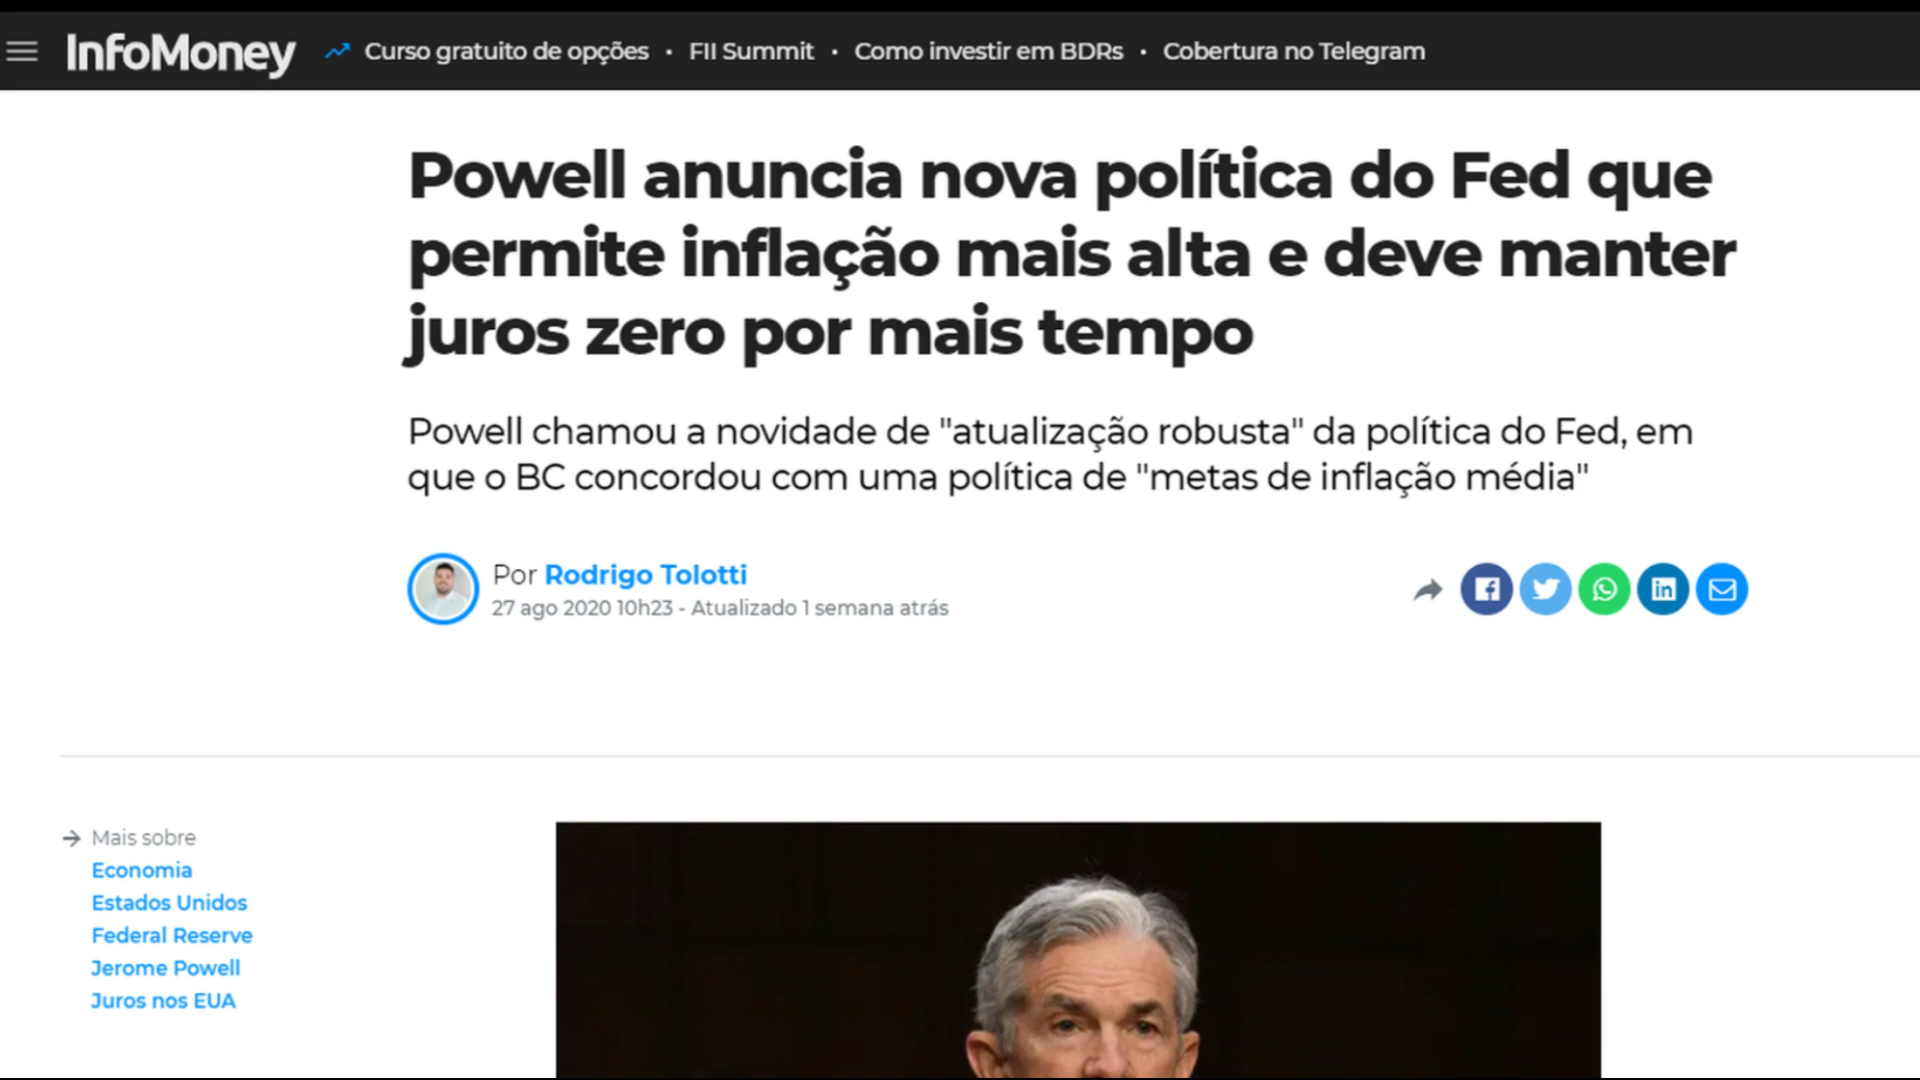 InfoMoney Curso gratuito de opções • FII Summit • Como investir em BDRs • Cobertura no Telegram
Powell anuncia nova política do Fed que
permite inflação mais alta e deve manter
juros zero por mais tempo
Powell chamou a novidade de "atualização robusta" da política do Fed, em
que o BC concordou com uma política de "metas de inflação média"
Por Rodrigo Tolotti
27 ago 2020 10h23 - Atualizado 1 semana atrás
Mais sobre
Economia
Estados Unidos
Federal Reserve
Jerome Powell
Juros nos EUA